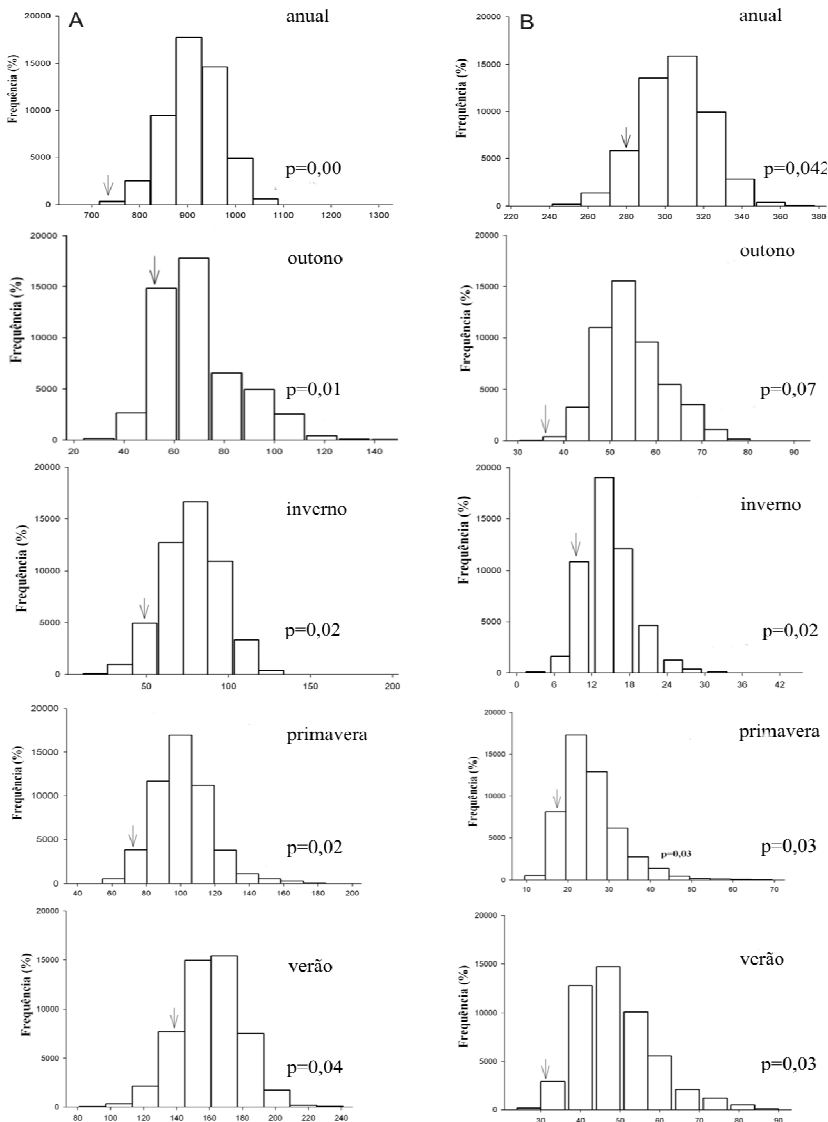 A
anual
Frequência (%)
20000
15000
10000
5000
0
p=0,00
700 800 900 1000 1100 1200 1300
B
anual
Frequência (%)
20000
15000
10000
5000
0
p=0,042
220 240 260 280 300 320 340 360 380
outono
Frequência (%)
20000
15000
10000
5000
0
p=0,01
20 40 60 80 100 120 140
outono
Frequência (%)
20000
15000
10000
5000
0
p=0,07
30 40 50 60 70 80 90
inverno
Frequência (%)
20000
15000
10000
5000
0
p=0,02
50 100 150 200
inverno
Frequência (%)
20000
15000
10000
5000
0
p=0,02
0 6 12 18 24 30 36 42
primavera
Frequência (%)
20000
15000
10000
5000
0
p=0,02
40 60 80 100 120 140 160 180 200
primavera
Frequência (%)
20000
15000
10000
5000
0
p=0,03
p=0,03
10 20 30 40 50 60 70
verão
Frequência (%)
20000
15000
10000
5000
0
p=0,04
80 100 120 140 160 180 200 220 240
verão
Frequência (%)
20000
15000
10000
5000
0
p=0,03
30 40 50 60 70 80 90